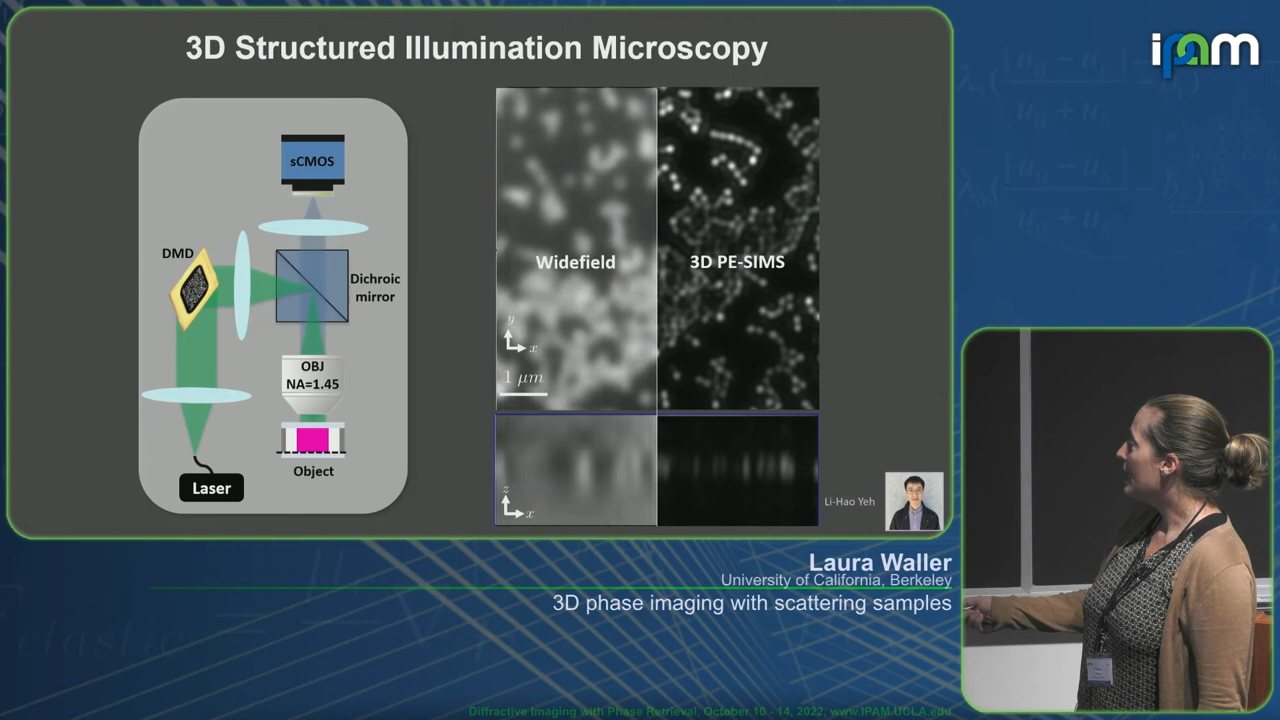 3D Structured Illumination Microscopy
ipam
sCMOS
DMD
Dichroic
mirror
OBJ
NA=1.45
Object
Laser
Widefield
3D PE-SIMS
y
x
1 μm
z
x
Li-Hao Yeh
Laura Waller
University of California, Berkeley
3D phase imaging with scattering samples
elastic
Diffractive Imaging with Phase Retrieval, October 10 - 14, 2022, www.IPAM.UCLA.edu